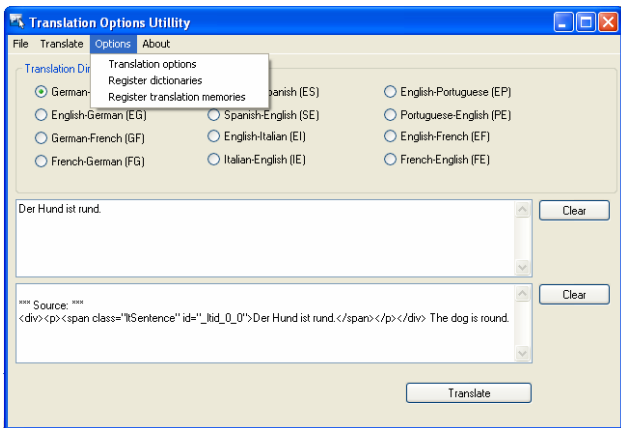 Translation Options Utillity
File Translate Options About
Translation options
Register dictionaries
Register translation memories
Translation Dir
German- panish (ES) English-Portuguese (EP)
English-German (EG) Spanish-English (SE) Portuguese-English (PE)
German-French (GF) English-Italian (EI) English-French (EF)
French-German (FG) Italian-English (IE) French-English (FE)
Der Hund ist rund.
Clear
*** Source: ***
<div><p><span class="ltSentence" id="_ltid_0_0">Der Hund ist rund.</span></p></div> The dog is round.
Clear
Translate